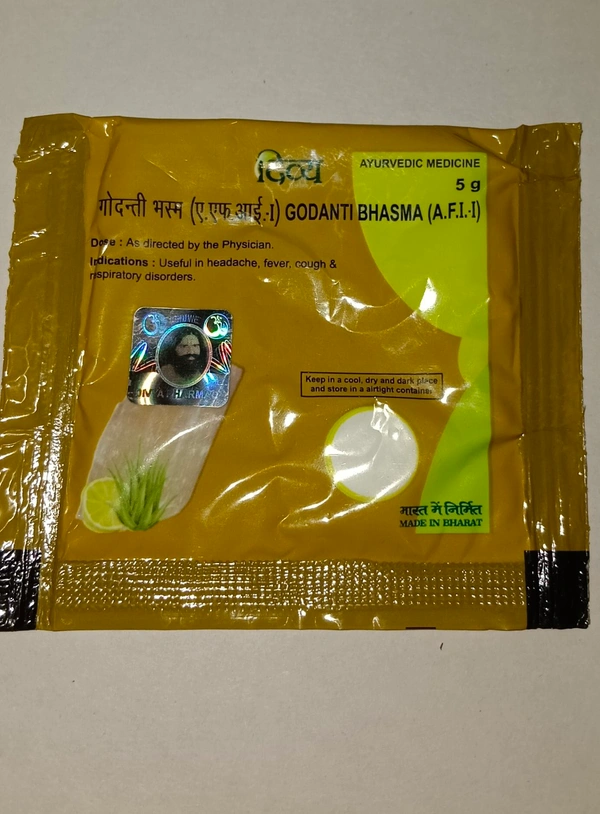 दिव्य
AYURVEDIC MEDICINE
5 g
गोदन्ती भस्म (ए.एफ.आई.-I) GODANTI BHASMA (A.F.I.-I)
Dose : As directed by the Physician.
Indications : Useful in headache, fever, cough &
respiratory disorders.
Keep in a cool, dry and dark place
and store in a airtight container.
भारत में निर्मित
MADE IN BHARAT